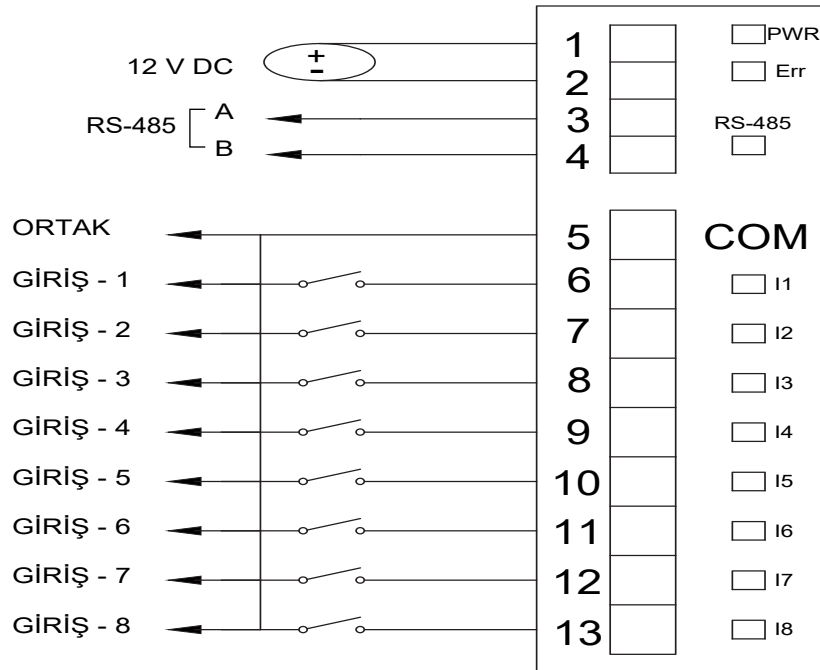 12 V DC
+
-
1
PWR
2
Err
RS-485
A
B
3
4
RS-485
ORTAK
5
COM
GİRİŞ - 1
6
I1
GİRİŞ - 2
7
I2
GİRİŞ - 3
8
I3
GİRİŞ - 4
9
I4
GİRİŞ - 5
10
I5
GİRİŞ - 6
11
I6
GİRİŞ - 7
12
I7
GİRİŞ - 8
13
I8